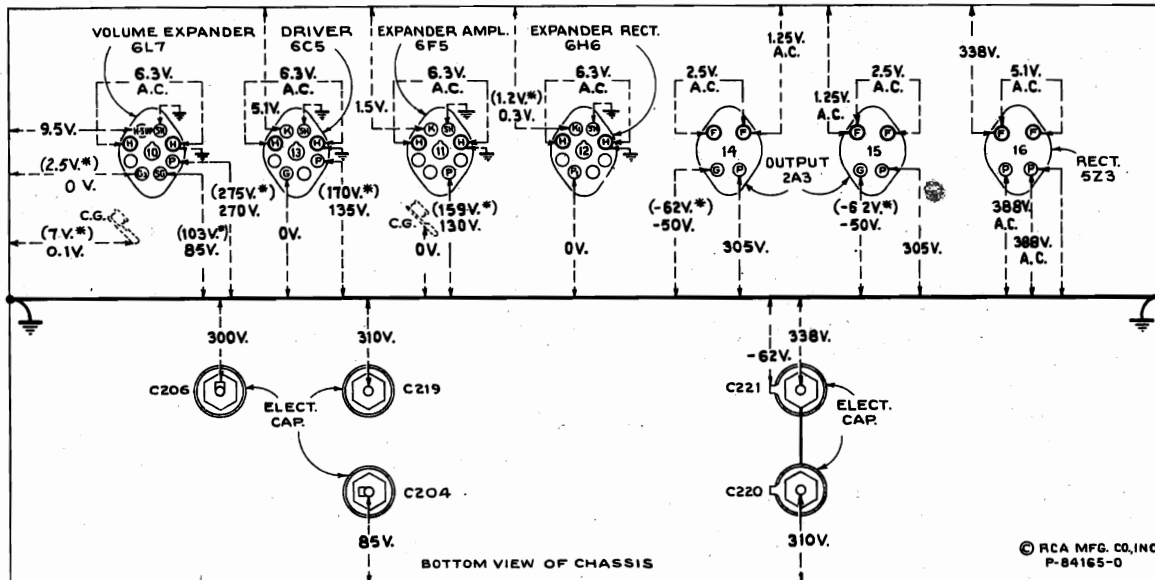 VOLUME EXPANDER
6L7
DRIVER
6C5
EXPANDER AMPL.
6F5
EXPANDER RECT.
6H6
6.3V.
A.C.
6.3V.
A.C.
6.3V.
A.C.
6.3V.
A.C.
1.25V.
A.C.
2.5V.
2.5V.
338V.
5.1V.
A.C.
9.5V.
5.1V.
1.5V.
(1.2V.*)
0.3V.
1.25V.
A.C.
SH
H
H
10
P
SG
K
SH
H
H
13
P
G
K
SH
H
H
11
P
K
SH
H
H
12
P
F
F
14
G
P
F
F
15
G
P
F
F
16
P
P
OUTPUT
2A3
RECT.
5Z3
(2.5V.*)
0 V.
C.G.
(7V.*)
0.1V.
(103V.*)
85V.
(275V.*)
270V.
0V.
(170V.*)
135V.
C.G.
0V.
(159V.*)
130V.
0V.
(-62V.*)
-50V.
305V.
(-62V.*)
-50V.
305V.
388V.
A.C.
388V.
A.C.
300V.
310V.
-62V.
338V.
C206
C219
C221
ELECT.
CAP.
ELECT.
CAP.
C204
C220
85V.
310V.
BOTTOM VIEW OF CHASSIS
© RCA MFG. CO., INC.
P-84165-0